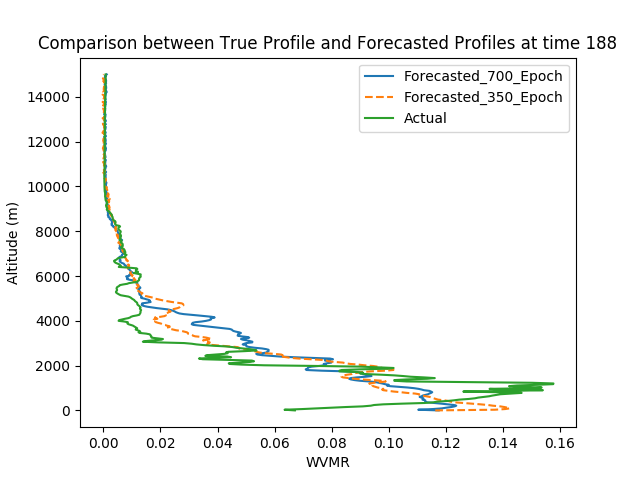 Comparison between True Profile and Forecasted Profiles at time 188
Forecasted_700_Epoch
Forecasted_350_Epoch
Actual
Altitude (m)
14000
12000
10000
8000
6000
4000
2000
0
0.00 0.02 0.04 0.06 0.08 0.10 0.12 0.14 0.16
WVMR